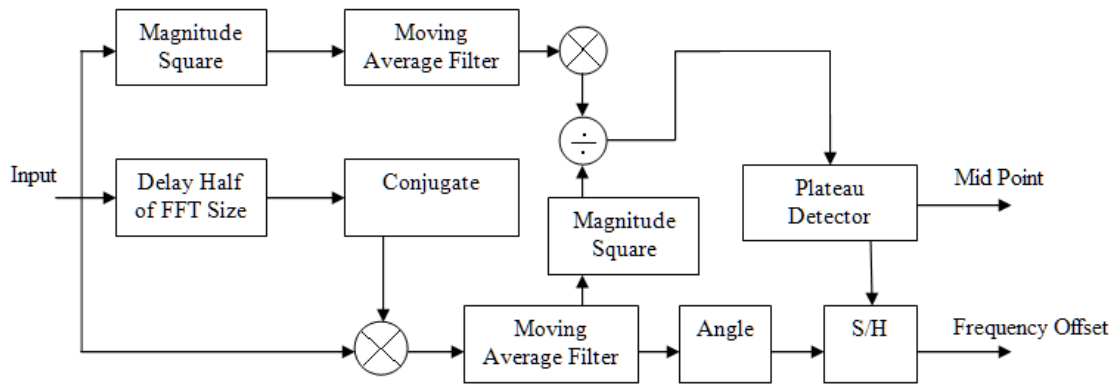 Magnitude
Square
Moving
Average Filter
÷
Input
Delay Half
of FFT Size
Conjugate
Magnitude
Square
Plateau
Detector
Mid Point
Moving
Average Filter
Angle
S/H
Frequency Offset